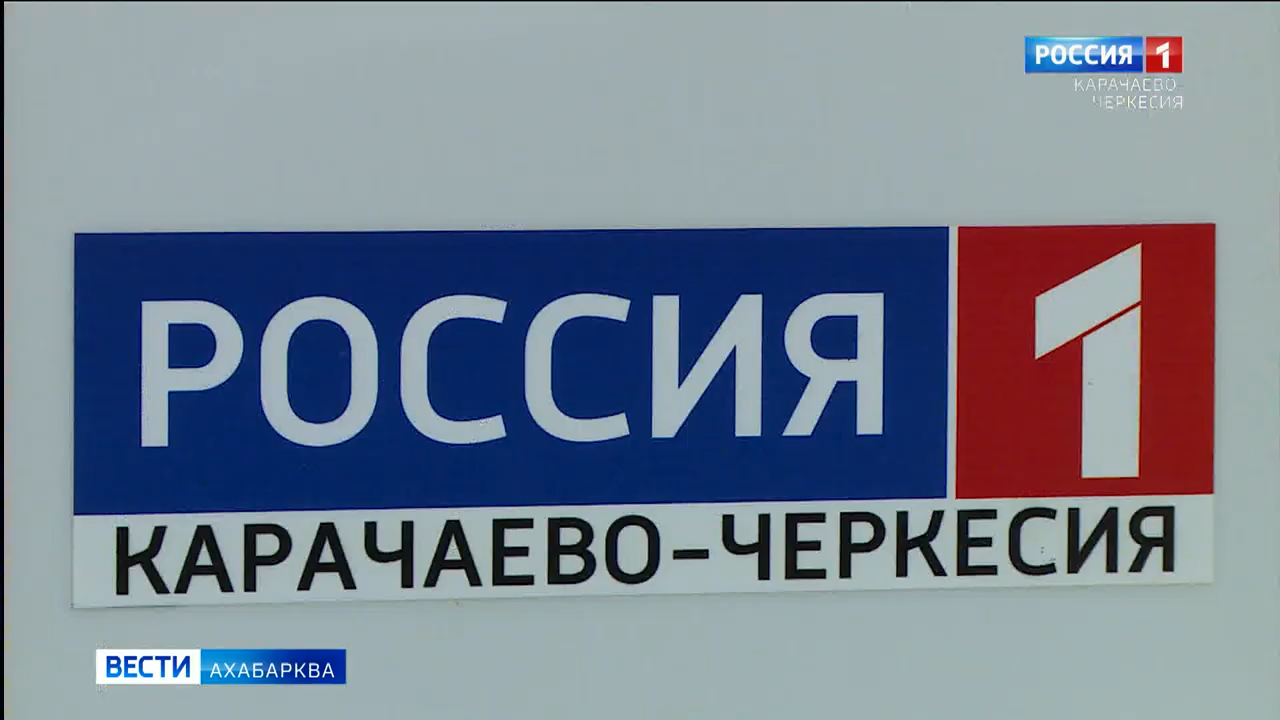 РОССИЯ 1
КАРАЧАЕВО-
ЧЕРКЕСИЯ
РОССИЯ 1
КАРАЧАЕВО-ЧЕРКЕСИЯ
ВЕСТИ АХАБАРКВА